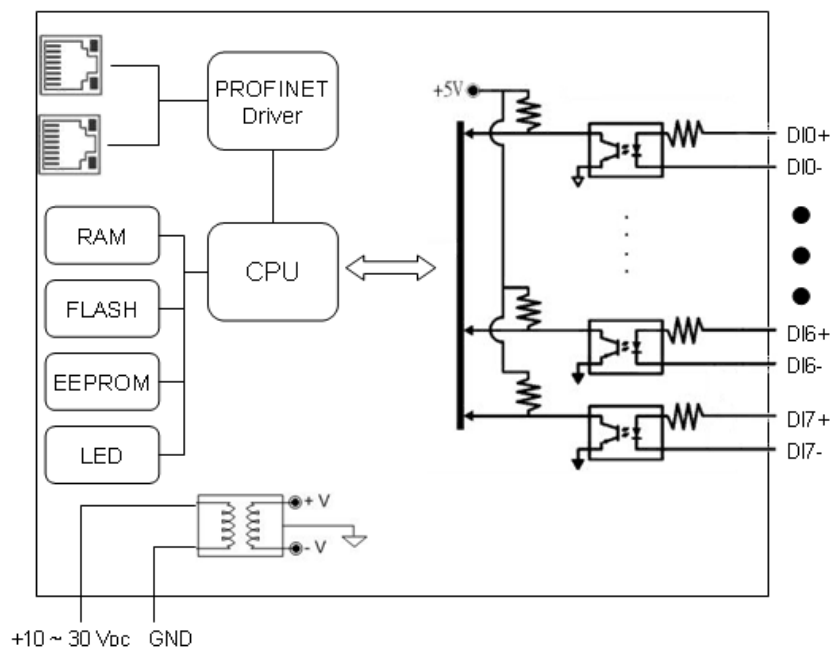 PROFINET
Driver
RAM
FLASH
EEPROM
LED
CPU
+5V
DI0+
DI0-
DI6+
DI6-
DI7+
DI7-
+ V
- V
+10 ~ 30 VDC GND